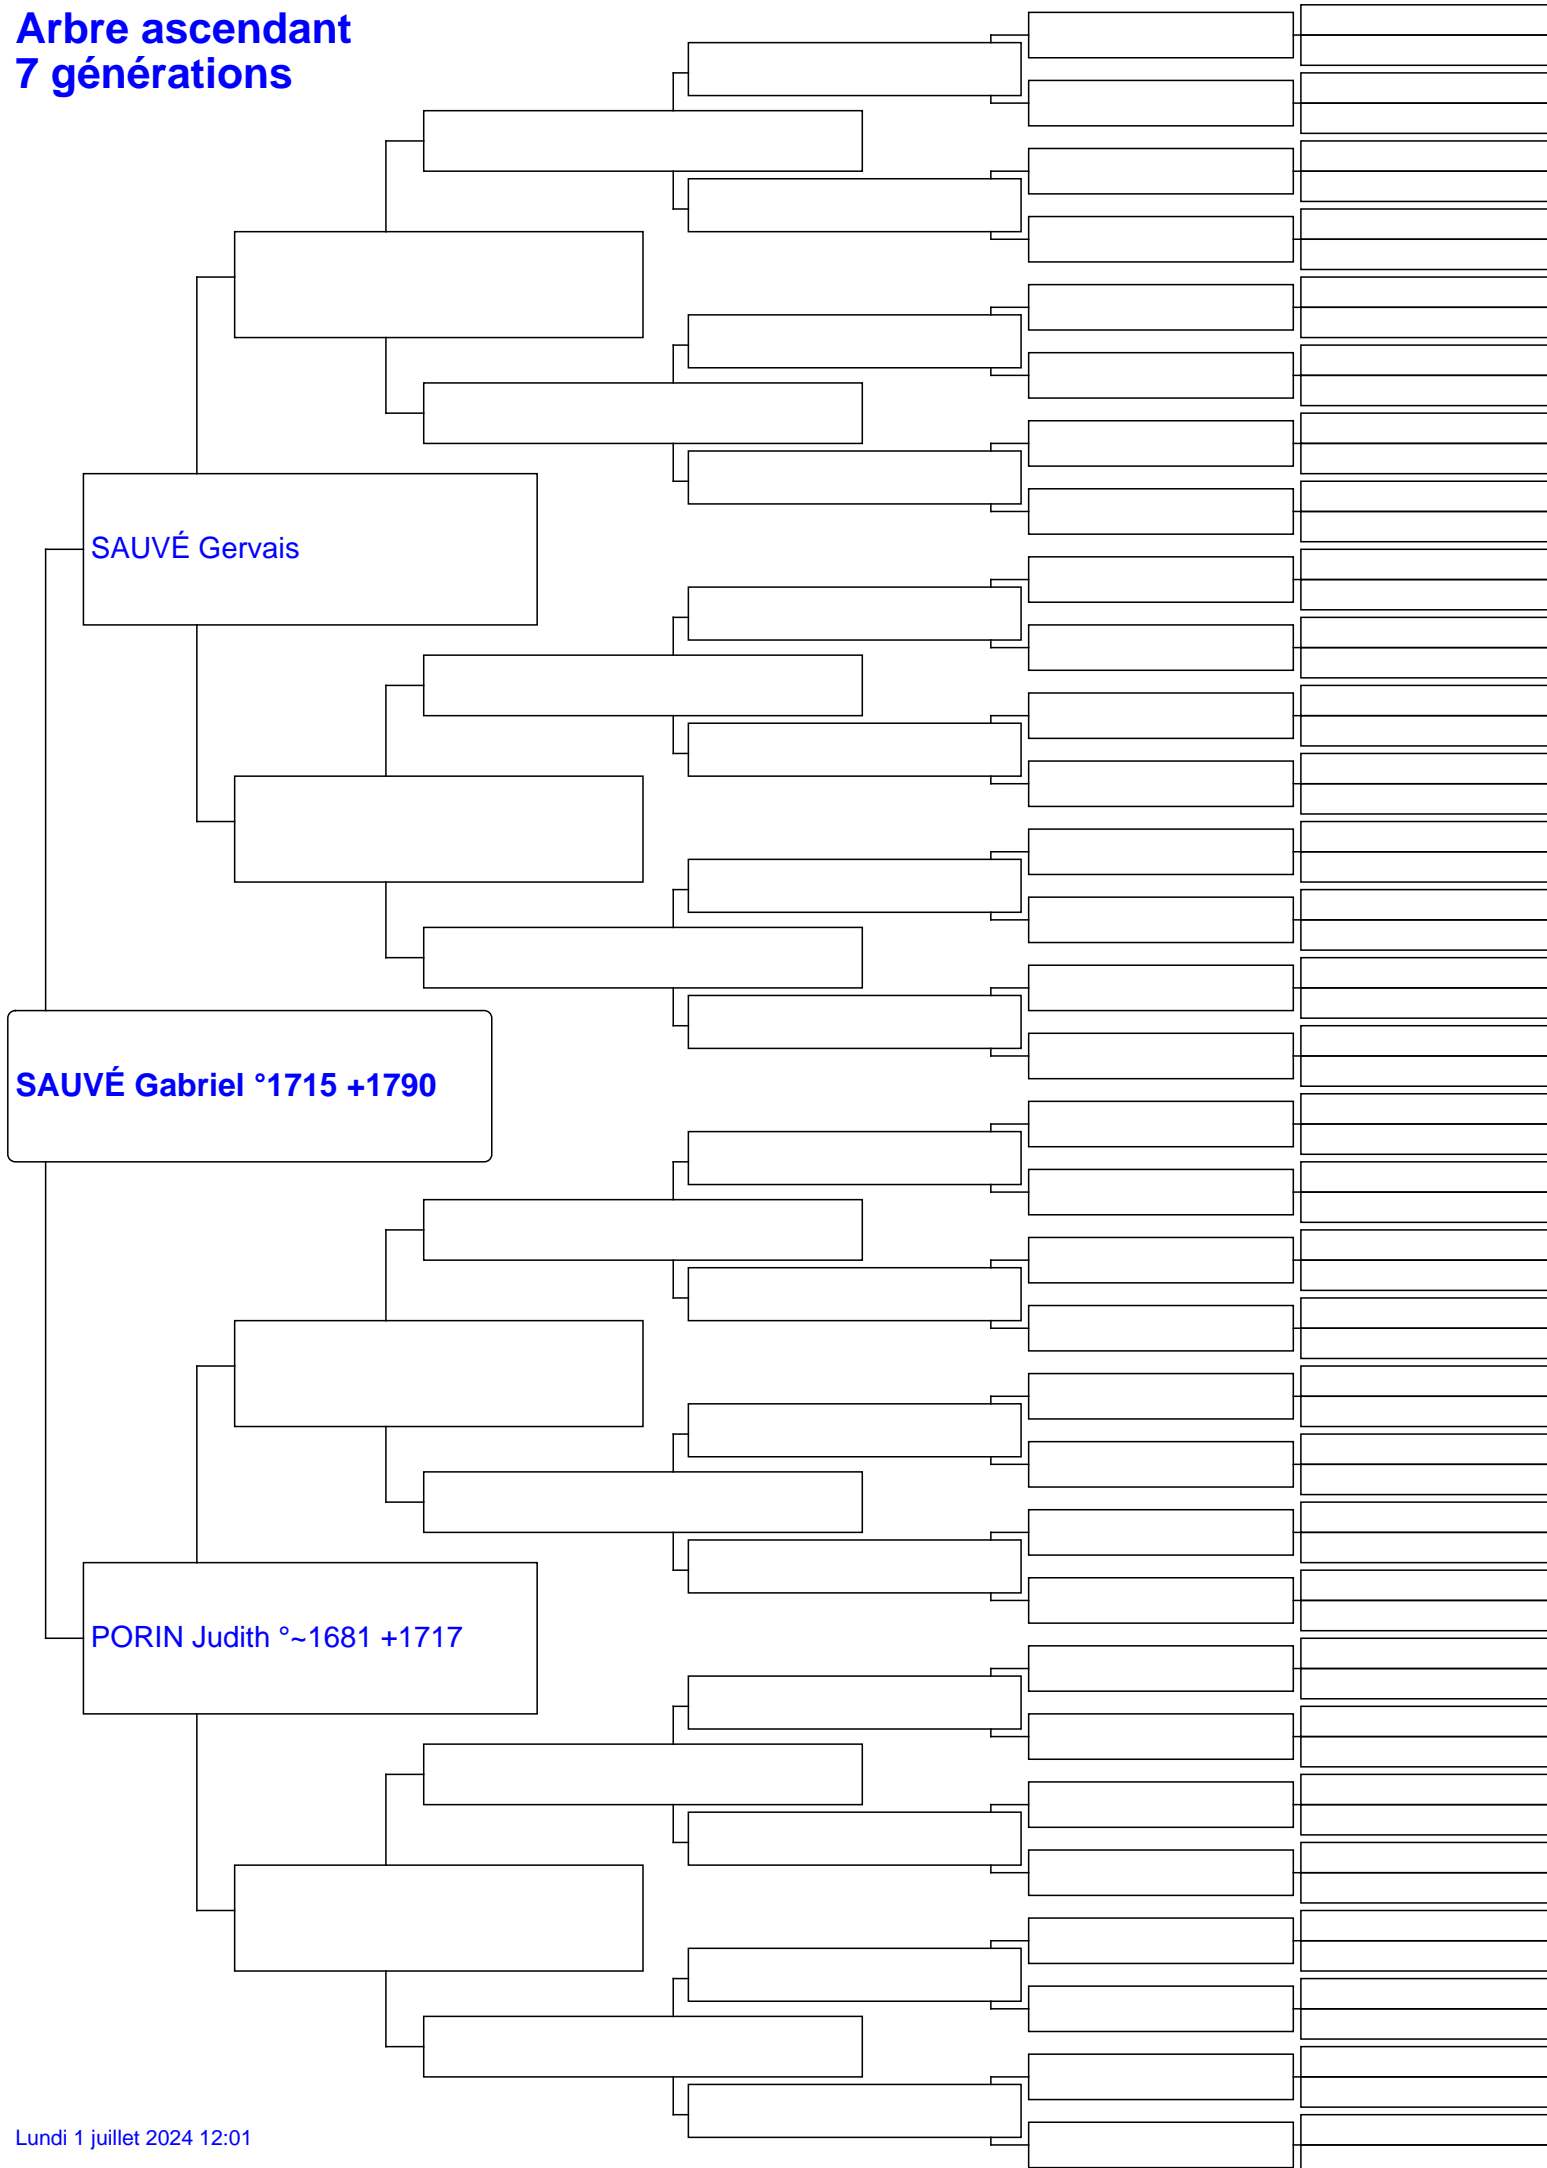 Arbre ascendant
7 générations
SAUVÉ Gervais
SAUVÉ Gabriel °1715 +1790
PORIN Judith °~1681 +1717
Lundi 1 juillet 2024 12:01